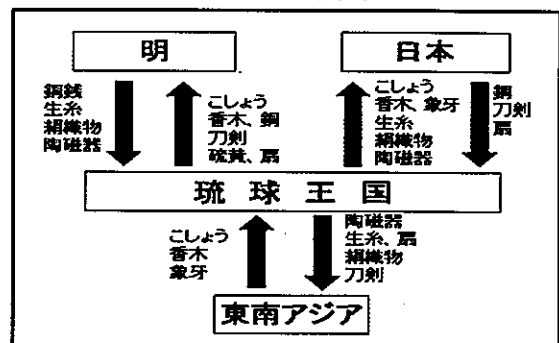 明
日本
銅銭
生糸
絹織物
陶磁器
こしょう
香木、銅
刀剣
硫黄、扇
こしょう
香木、象牙
生糸
絹織物
陶磁器
銅
刀剣
扇
琉球王国
こしょう
香木
象牙
陶磁器
生糸、扇
絹織物
刀剣
東南アジア